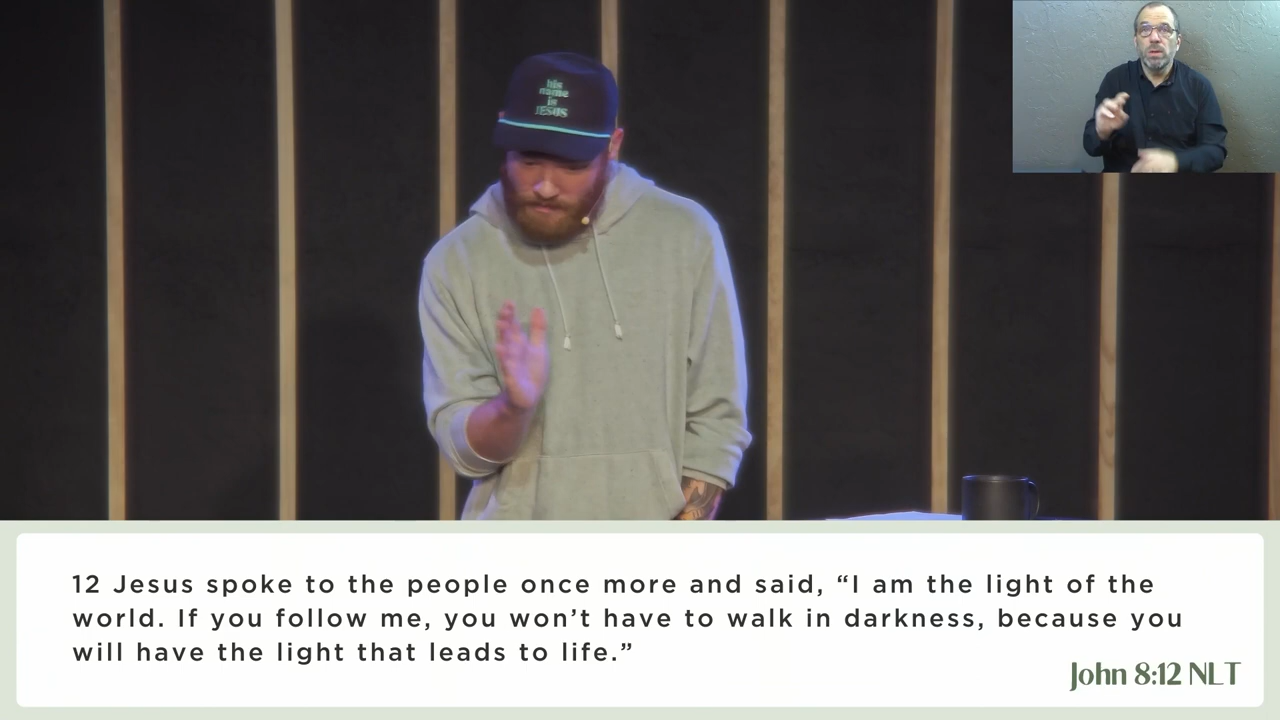 his
name
is
JESUS
12 Jesus spoke to the people once more and said, “I am the light of the
world. If you follow me, you won’t have to walk in darkness, because you
will have the light that leads to life.”
John 8:12 NLT